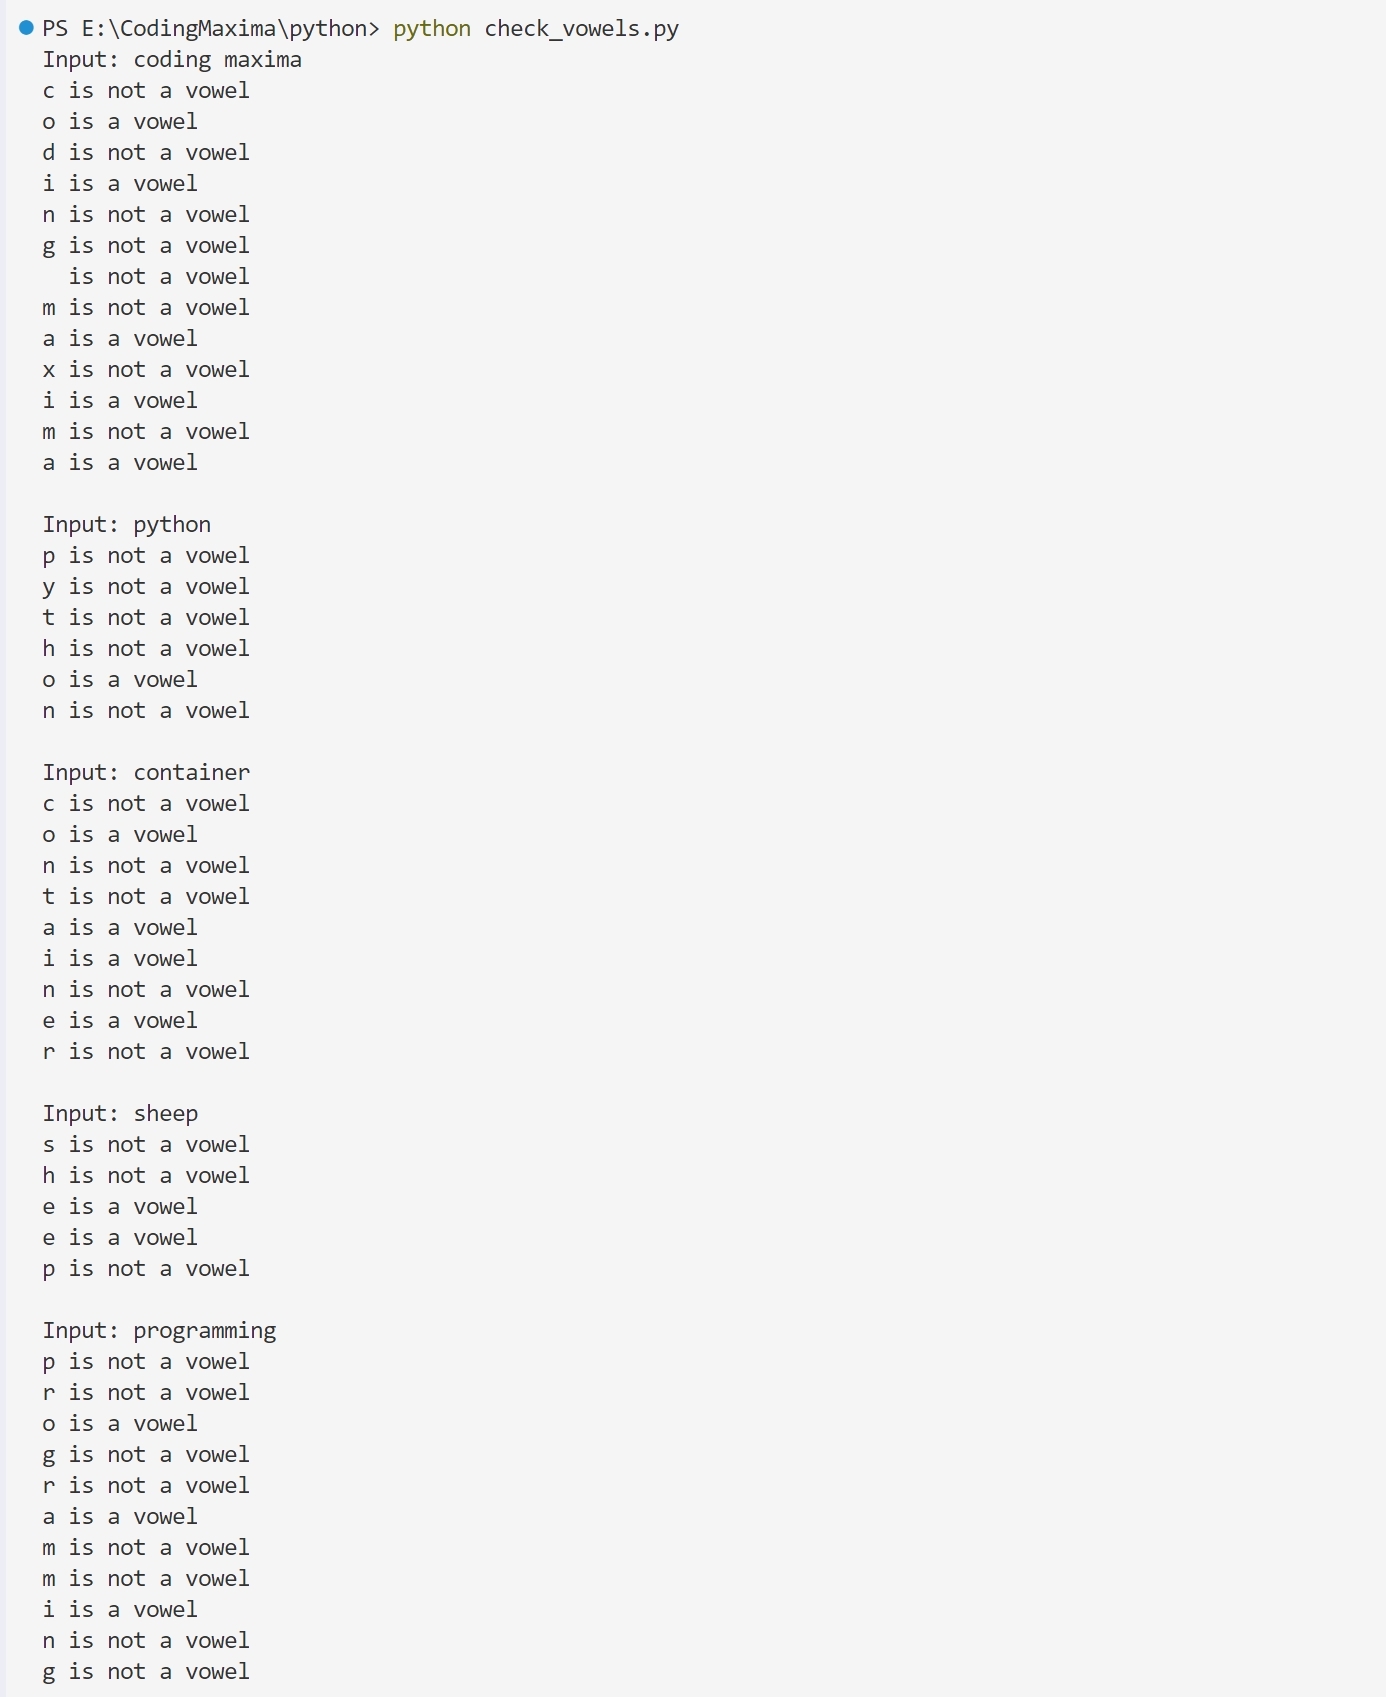 PS E:\CodingMaxima\python> python check_vowels.py
Input: coding maxima
c is not a vowel
o is a vowel
d is not a vowel
i is a vowel
n is not a vowel
g is not a vowel
  is not a vowel
m is not a vowel
a is a vowel
x is not a vowel
i is a vowel
m is not a vowel
a is a vowel

Input: python
p is not a vowel
y is not a vowel
t is not a vowel
h is not a vowel
o is a vowel
n is not a vowel

Input: container
c is not a vowel
o is a vowel
n is not a vowel
t is not a vowel
a is a vowel
i is a vowel
n is not a vowel
e is a vowel
r is not a vowel

Input: sheep
s is not a vowel
h is not a vowel
e is a vowel
e is a vowel
p is not a vowel

Input: programming
p is not a vowel
r is not a vowel
o is a vowel
g is not a vowel
r is not a vowel
a is a vowel
m is not a vowel
m is not a vowel
i is a vowel
n is not a vowel
g is not a vowel